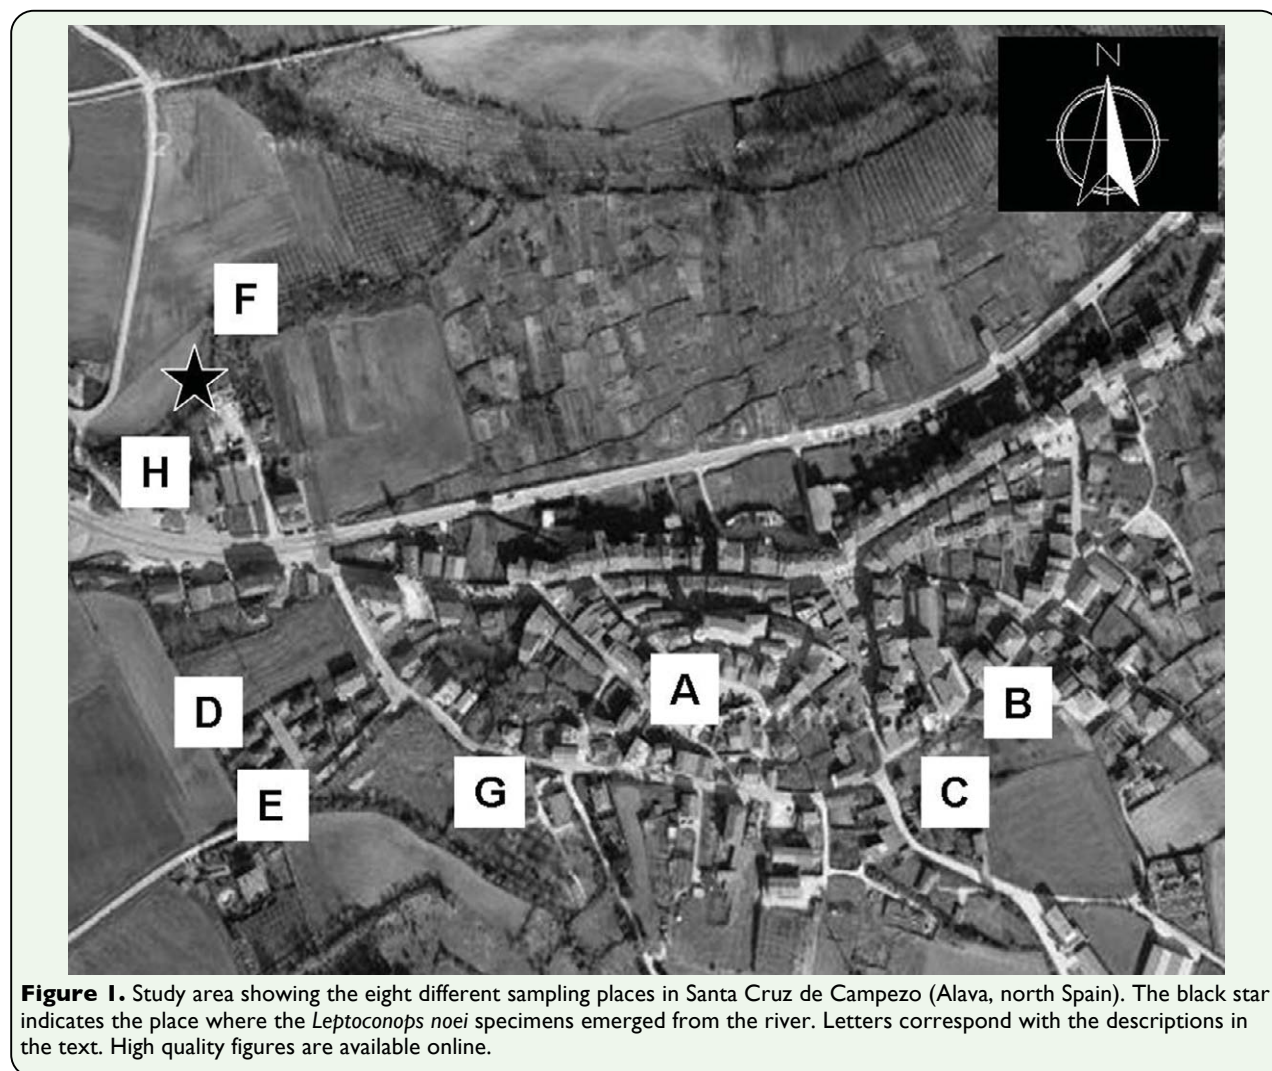 N
F
H
A
B
D
E
G
C
Figure 1. Study area showing the eight different sampling places in Santa Cruz de Campezo (Alava, north Spain). The black star
indicates the place where the Leptoconops noei specimens emerged from the river. Letters correspond with the descriptions in
the text. High quality figures are available online.